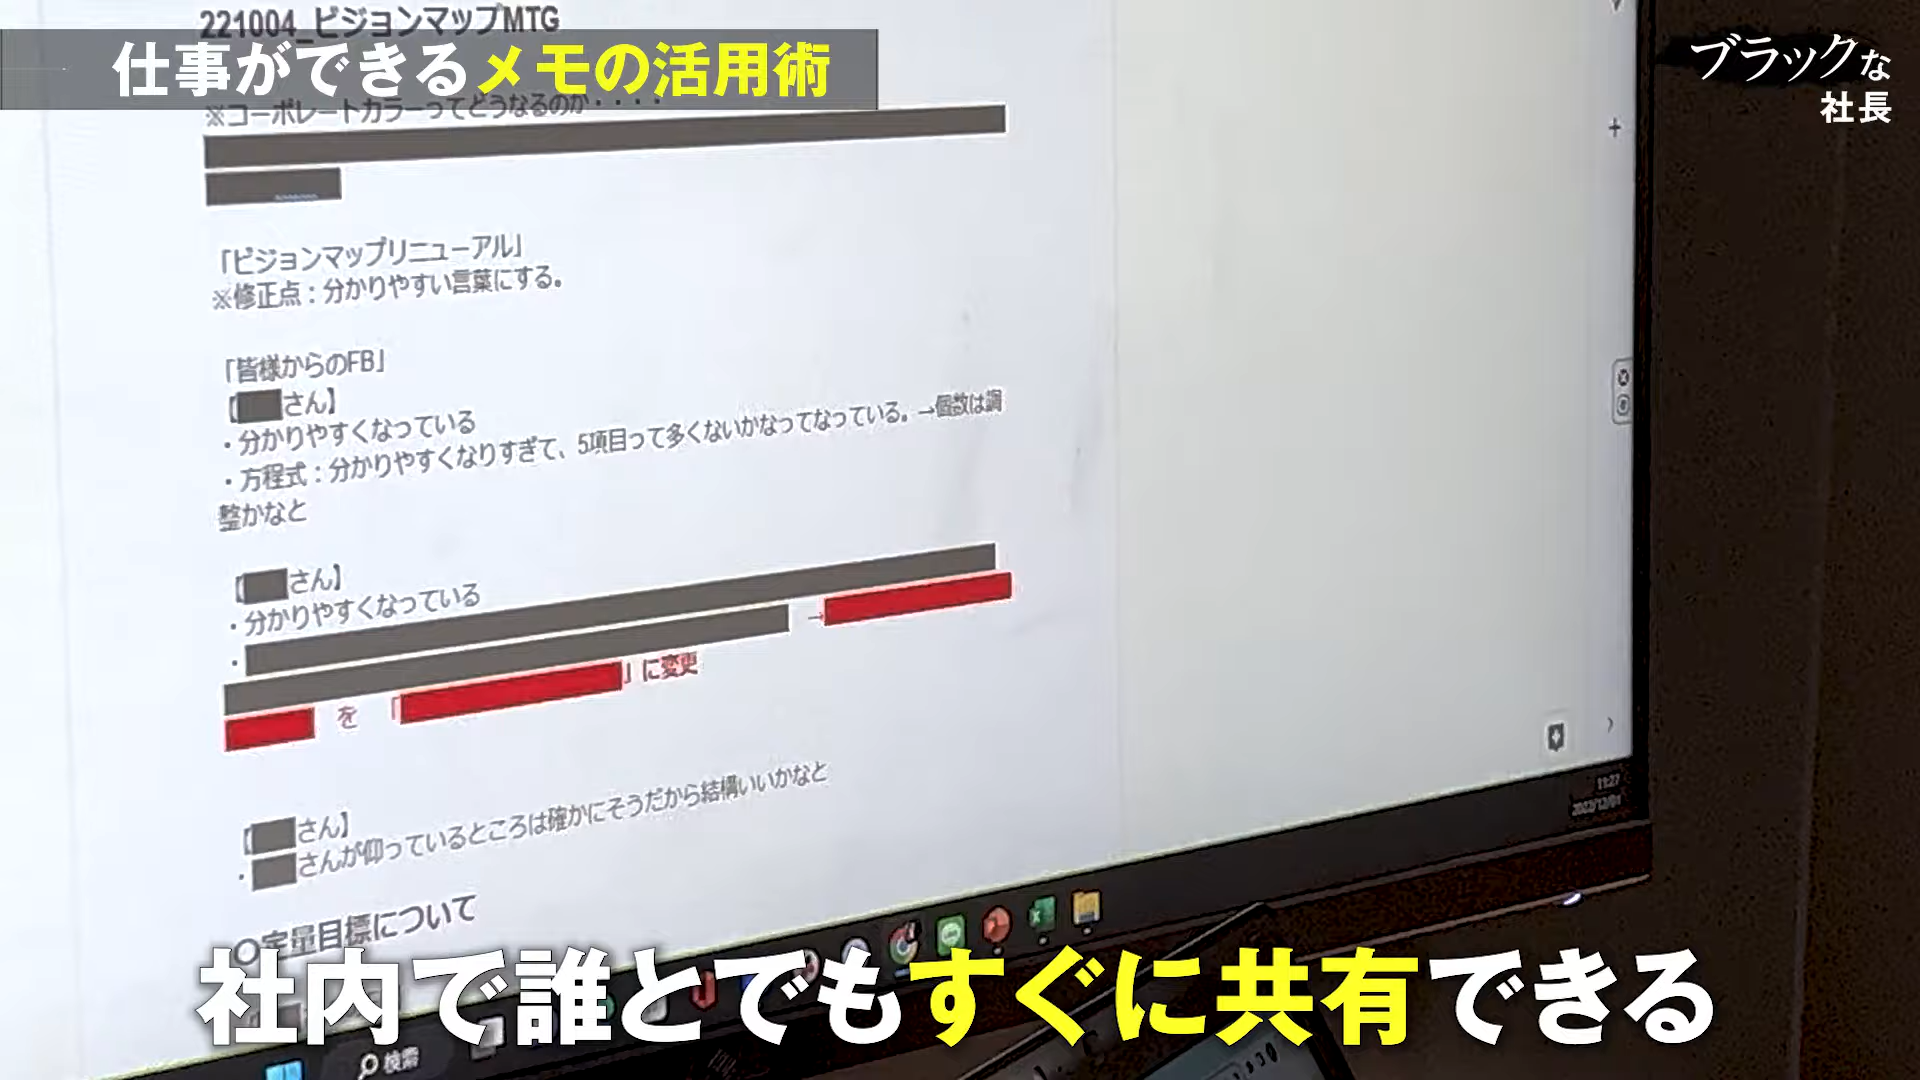 221004_ビジョンマップMTG
仕事ができるメモの活用術
ブラックな
社長
※コーポレートカラーってどうなるのか・・・・
「ビジョンマップリニューアル」
※修正点：分かりやすい言葉にする。
「皆様からのFB」
【さん】
・分かりやすくなっている
・方程式：分かりやすくなりすぎて、5項目って多くないかなってなっている。→個数は調
整かなと
【さん】
・分かりやすくなっている
・
→
を 「 」に変更
【さん】
・さんが仰っているところは確かにそうだから結構いいかなと
〇定量目標について
11:27
2022/12/01
社内で誰とでもすぐに共有できる
検索